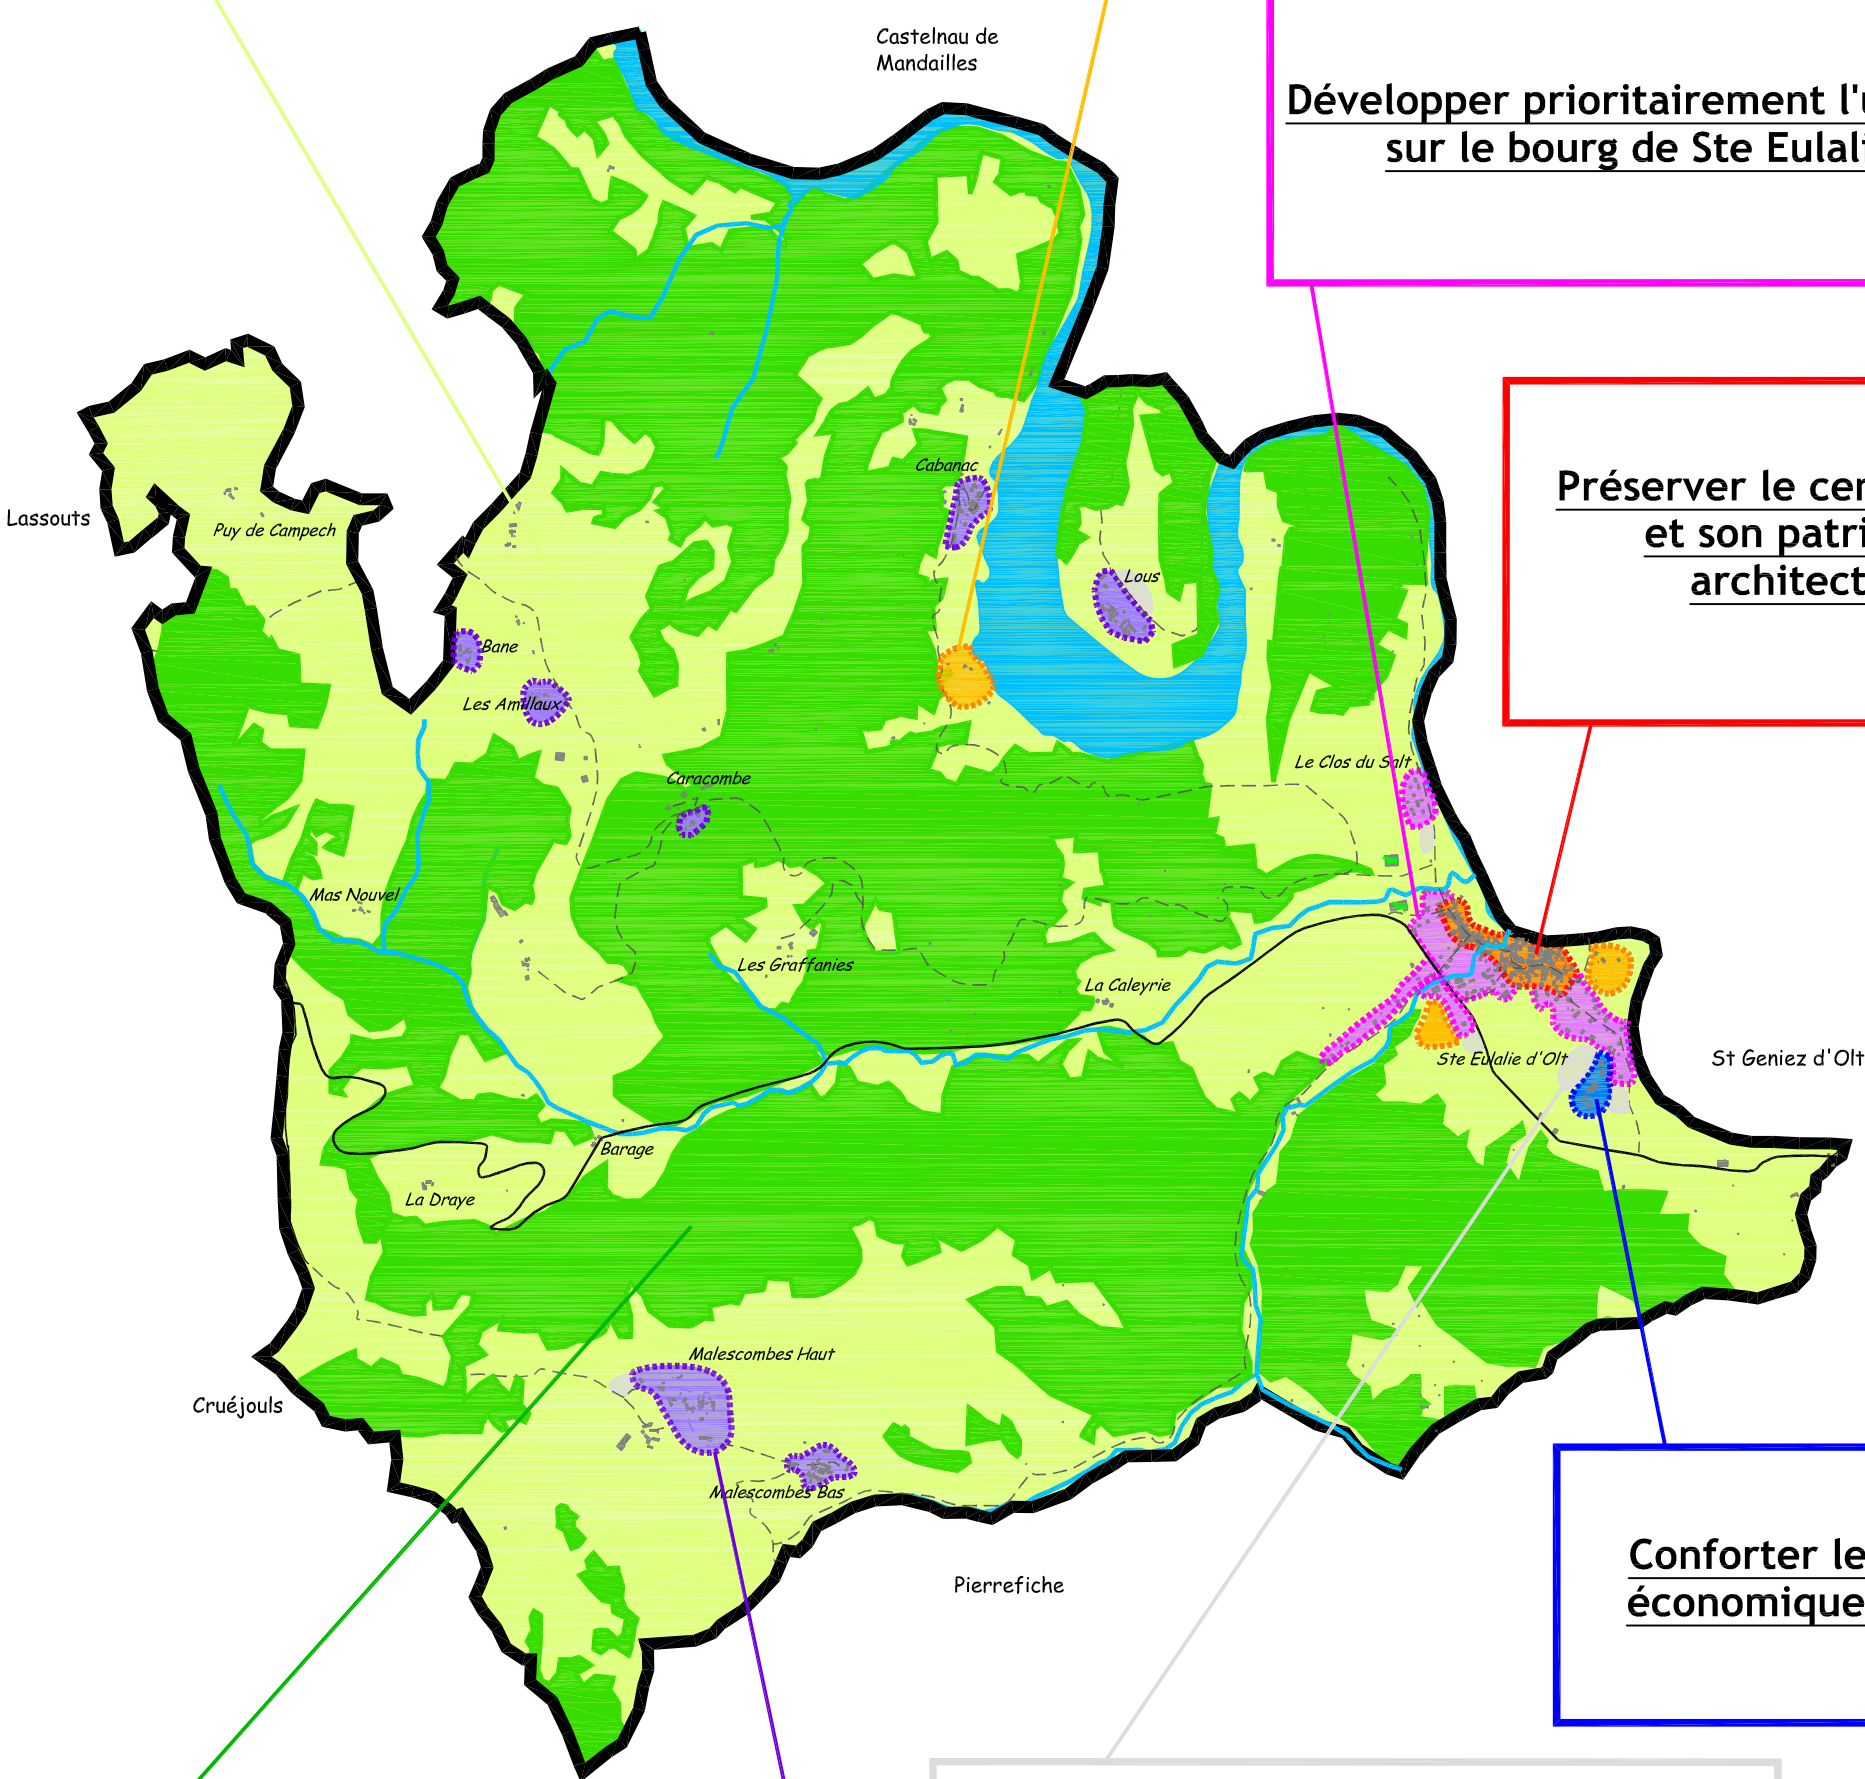 Castelnau de
Mandailles
Développer prioritairement l'
sur le bourg de Ste Eulali
Préserver le cen
et son patri
architect
Cabanac
Lassouts
Puy de Campech
Lous
Bane
Les Amillaux
Le Clos du Salt
Caracombe
Mas Nouvel
Les Graffanies
La Caleyrie
Ste Eulalie d'Olt
St Geniez d'Olt
Barage
La Draye
Malescombes Haut
Cruéjouls
Malescombes Bas
Conforter le
Pierrefiche
économique